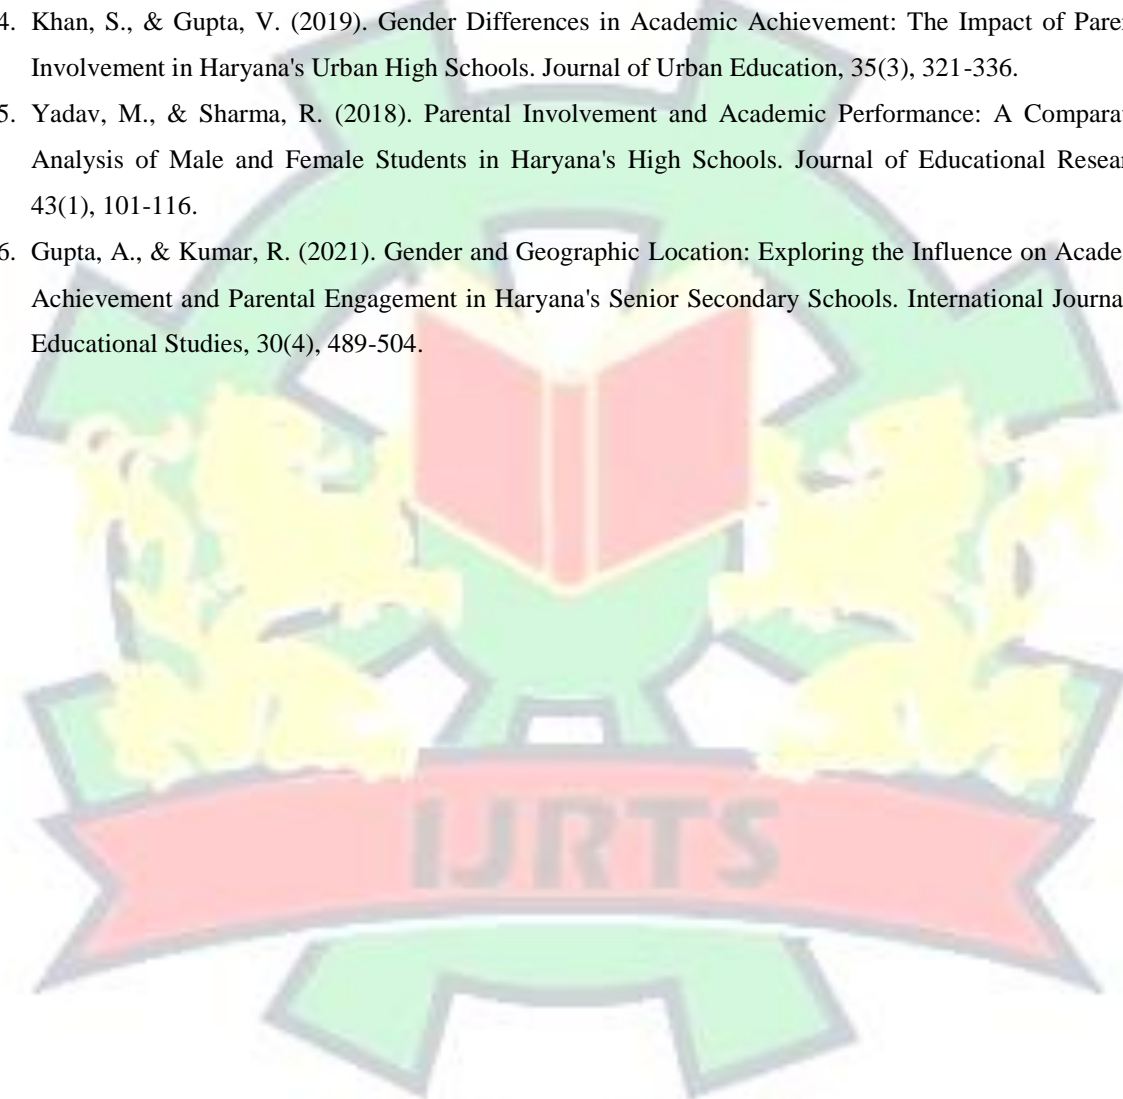 4. Khan, S., & Gupta, V. (2019). Gender Differences in Academic Achievement: The Impact of Paren
Involvement in Haryana's Urban High Schools. Journal of Urban Education, 35(3), 321-336.
5. Yadav, M., & Sharma, R. (2018). Parental Involvement and Academic Performance: A Compara
Analysis of Male and Female Students in Haryana's High Schools. Journal of Educational Resear
43(1), 101-116.
6. Gupta, A., & Kumar, R. (2021). Gender and Geographic Location: Exploring the Influence on Acade
Achievement and Parental Engagement in Haryana's Senior Secondary Schools. International Journa
Educational Studies, 30(4), 489-504.
IJRTS